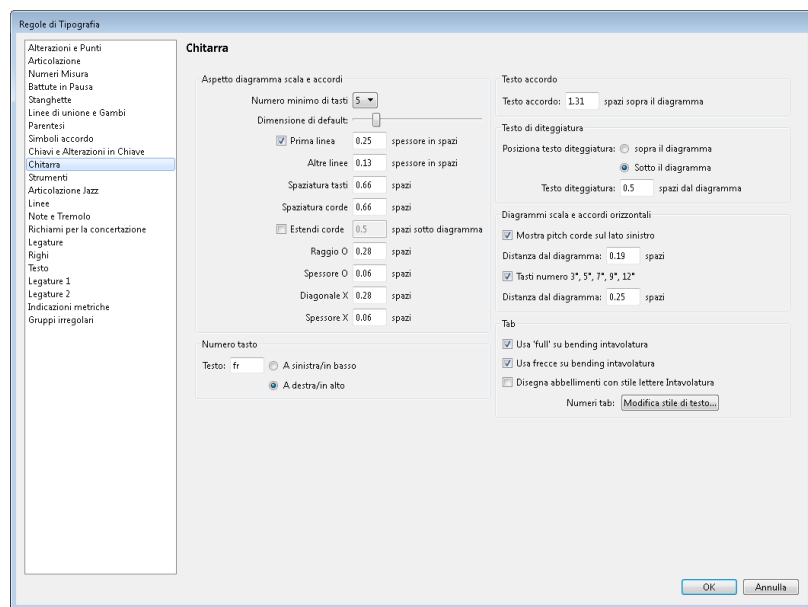 Regole di Tipografia
Alterazioni e Punti
Articolazione
Numeri Misura
Battute in Pausa
Stanghette
Linee di unione e Gambi
Parentesi
Simboli accordo
Chiavi e Alterazioni in Chiave
Chitarra
Strumenti
Articolazione Jazz
Linee
Note e Tremolo
Richiami per la concertazione
Legature
Righi
Testo
Legature 1
Legature 2
Indicazioni metriche
Gruppi irregolari
Chitarra
Aspetto diagramma scala e accordi
Numero minimo di tasti 5
Dimensione di default:
Prima linea 0.25 spessore in spazi
Altre linee 0.13 spessore in spazi
Spaziatura tasti 0.66 spazi
Spaziatura corde 0.66 spazi
Estendi corde 0.5 spazi sotto diagramma
Raggio O 0.28 spazi
Spessore O 0.06 spazi
Diagonale X 0.28 spazi
Spessore X 0.06 spazi
Numero tasto
Testo: fr A sinistra/in basso
A destra/in alto
Testo accordo
Testo accordo: 1.31 spazi sopra il diagramma
Testo di diteggiatura
Posiziona testo diteggiatura: sopra il diagramma
Sotto il diagramma
Testo diteggiatura: 0.5 spazi dal diagramma
Diagrammi scala e accordi orizzontali
Mostra pitch corde sul lato sinistro
Distanza dal diagramma: 0.19 spazi
Tasti numero 3°, 5°, 7°, 9°, 12°
Distanza dal diagramma: 0.25 spazi
Tab
Usa 'full' su bending intavolatura
Usa frecce su bending intavolatura
Disegna abbellimenti con stile lettere Intavolatura
Numeri tab: Modifica stile di testo...
OK Annulla